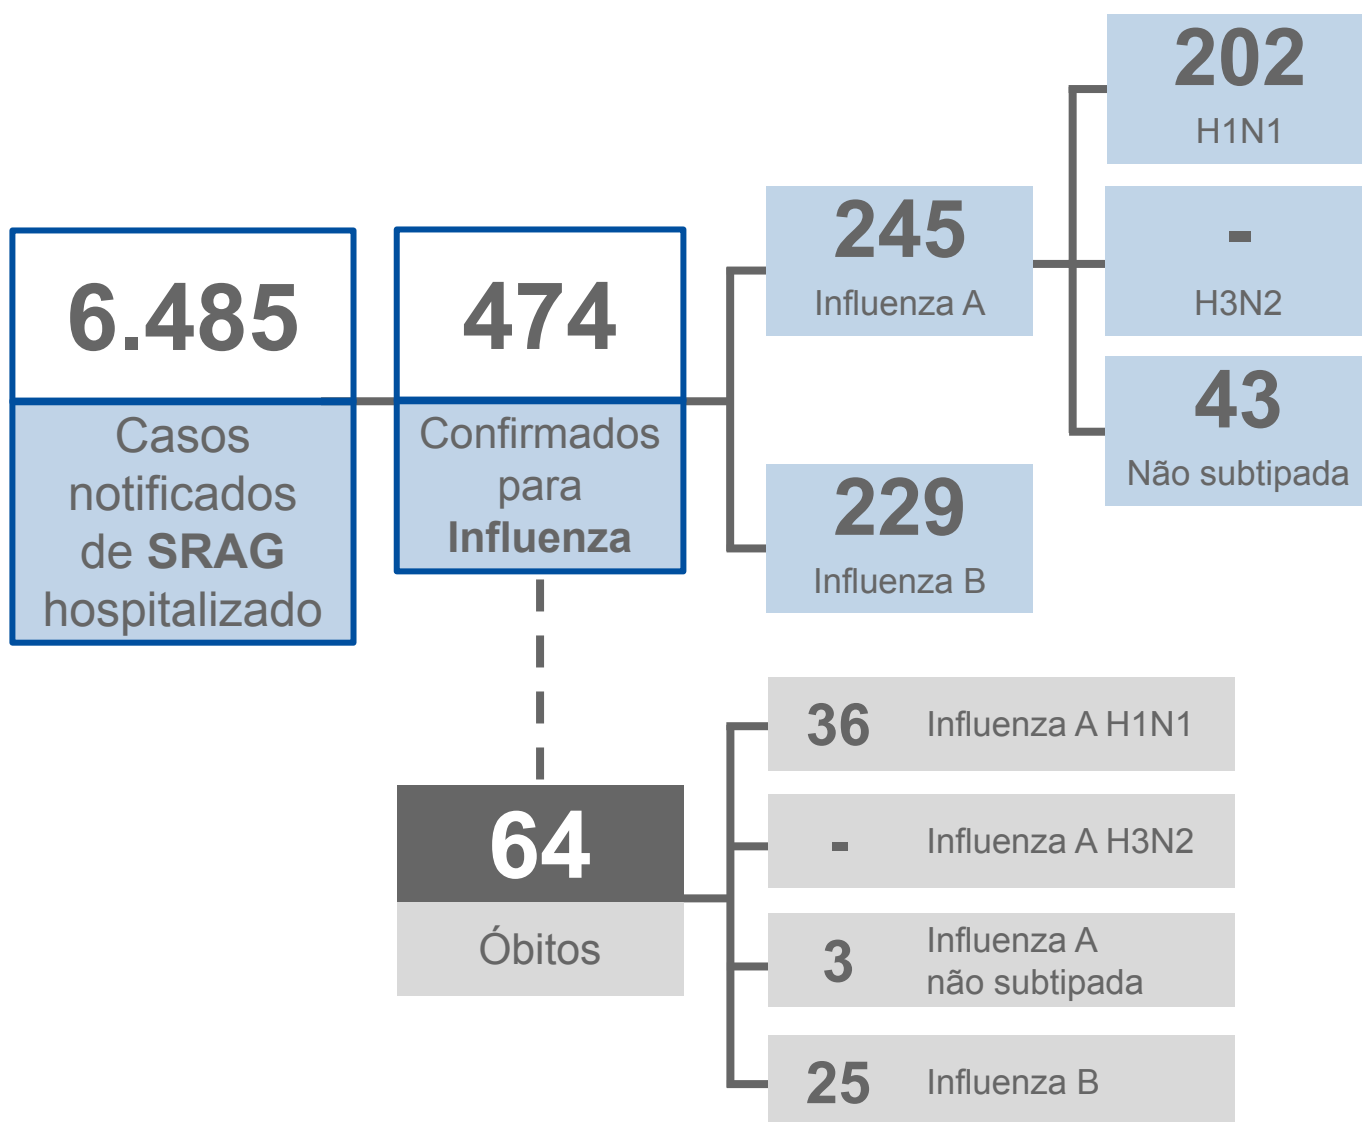 6.485
Casos
notificados
de SRAG
hospitalizado
474
Confirmados
para
Influenza
245
Influenza A
229
Influenza B
202
H1N1
-
H3N2
43
Não subtipada
64
Óbitos
36 Influenza A H1N1
- Influenza A H3N2
3 Influenza A
não subtipada
25 Influenza B